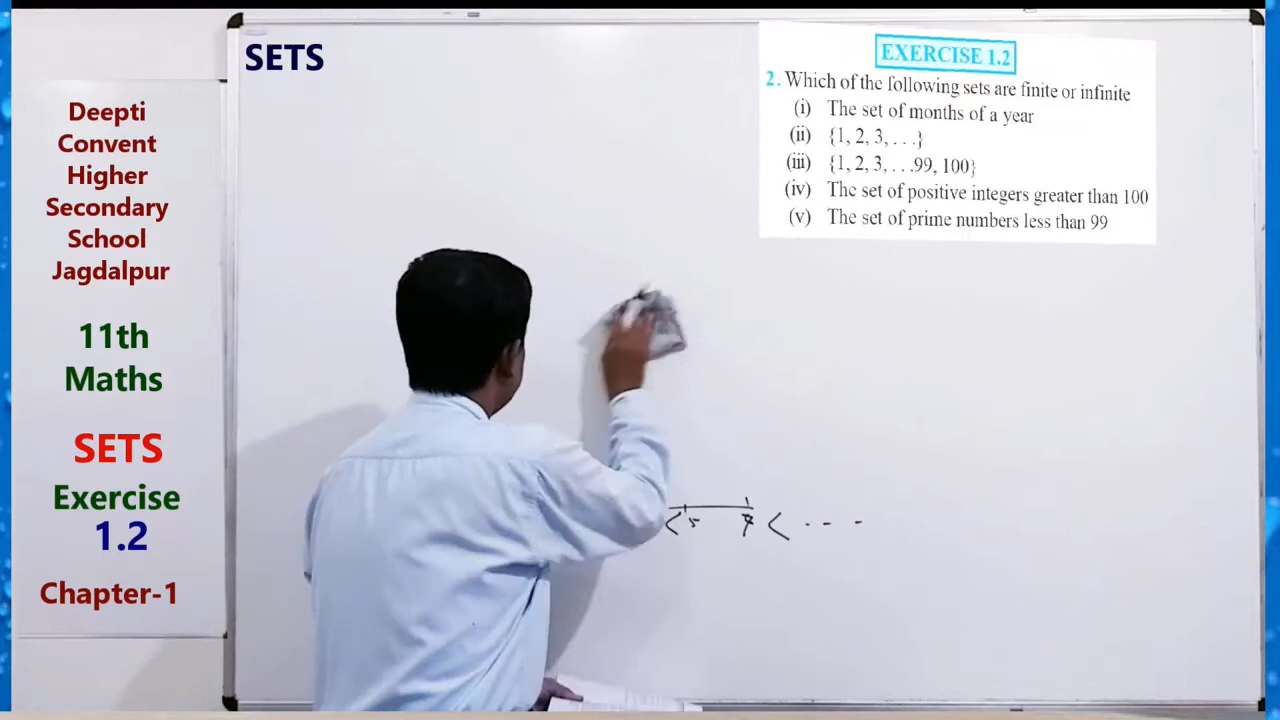 SETS
Deepti
Convent
Higher
Secondary
School
Jagdalpur
11th
Maths
SETS
Exercise
1.2
Chapter-1
EXERCISE 1.2
2. Which of the following sets are finite or infinite
(i) The set of months of a year
(ii) {1, 2, 3, . . .}
(iii) {1, 2, 3, . . .99, 100}
(iv) The set of positive integers greater than 100
(v) The set of prime numbers less than 99
< 5 < - - -